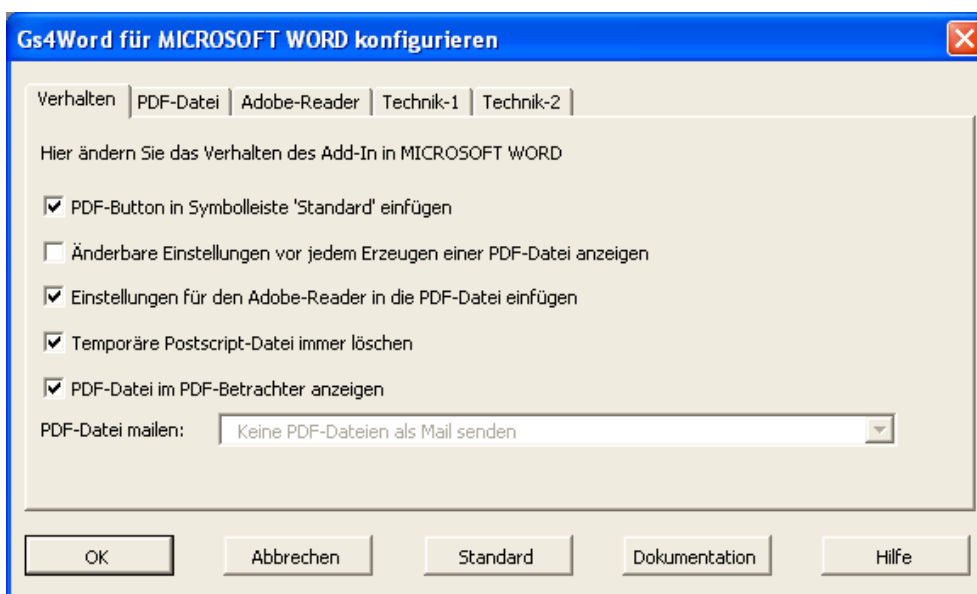 Gs4Word für MICROSOFT WORD konfigurieren
Verhalten PDF-Datei Adobe-Reader Technik-1 Technik-2
Hier ändern Sie das Verhalten des Add-In in MICROSOFT WORD
PDF-Button in Symbolleiste 'Standard' einfügen
Änderbare Einstellungen vor jedem Erzeugen einer PDF-Datei anzeigen
Einstellungen für den Adobe-Reader in die PDF-Datei einfügen
Temporäre Postscript-Datei immer löschen
PDF-Datei im PDF-Betrachter anzeigen
PDF-Datei mailen: Keine PDF-Dateien als Mail senden
OK Abbrechen Standard Dokumentation Hilfe